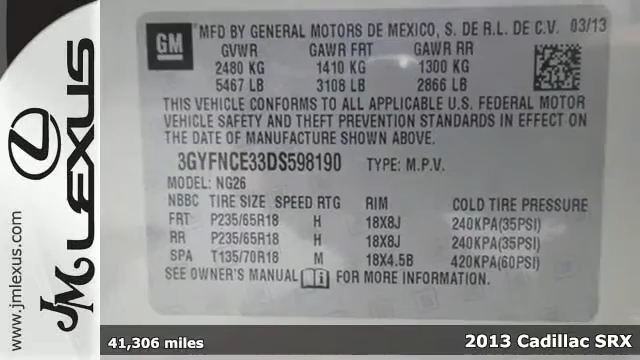 GM
MFD BY GENERAL MOTORS DE MEXICO, S. DE R.L. DE C.V. 03/13
GVWR GAWR FRT GAWR RR
2480 KG 1410 KG 1300 KG
5467 LB 3108 LB 2866 LB
THIS VEHICLE CONFORMS TO ALL APPLICABLE U.S. FEDERAL MOTOR
VEHICLE SAFETY AND THEFT PREVENTION STANDARDS IN EFFECT ON
THE DATE OF MANUFACTURE SHOWN ABOVE.
3GYFNCE33DS598190 TYPE: M.P.V.
MODEL: NG26
NBBC TIRE SIZE SPEED RTG RIM COLD TIRE PRESSURE
FRT P235/65R18 H 18X8J 240KPA(35PSI)
RR P235/65R18 H 18X8J 240KPA(35PSI)
SPA T135/70R18 M 18X4.5B 420KPA(60PSI)
SEE OWNER'S MANUAL FOR MORE INFORMATION.
www.jmlexus.com
JM LEXUS
41,306 miles
2013 Cadillac SRX